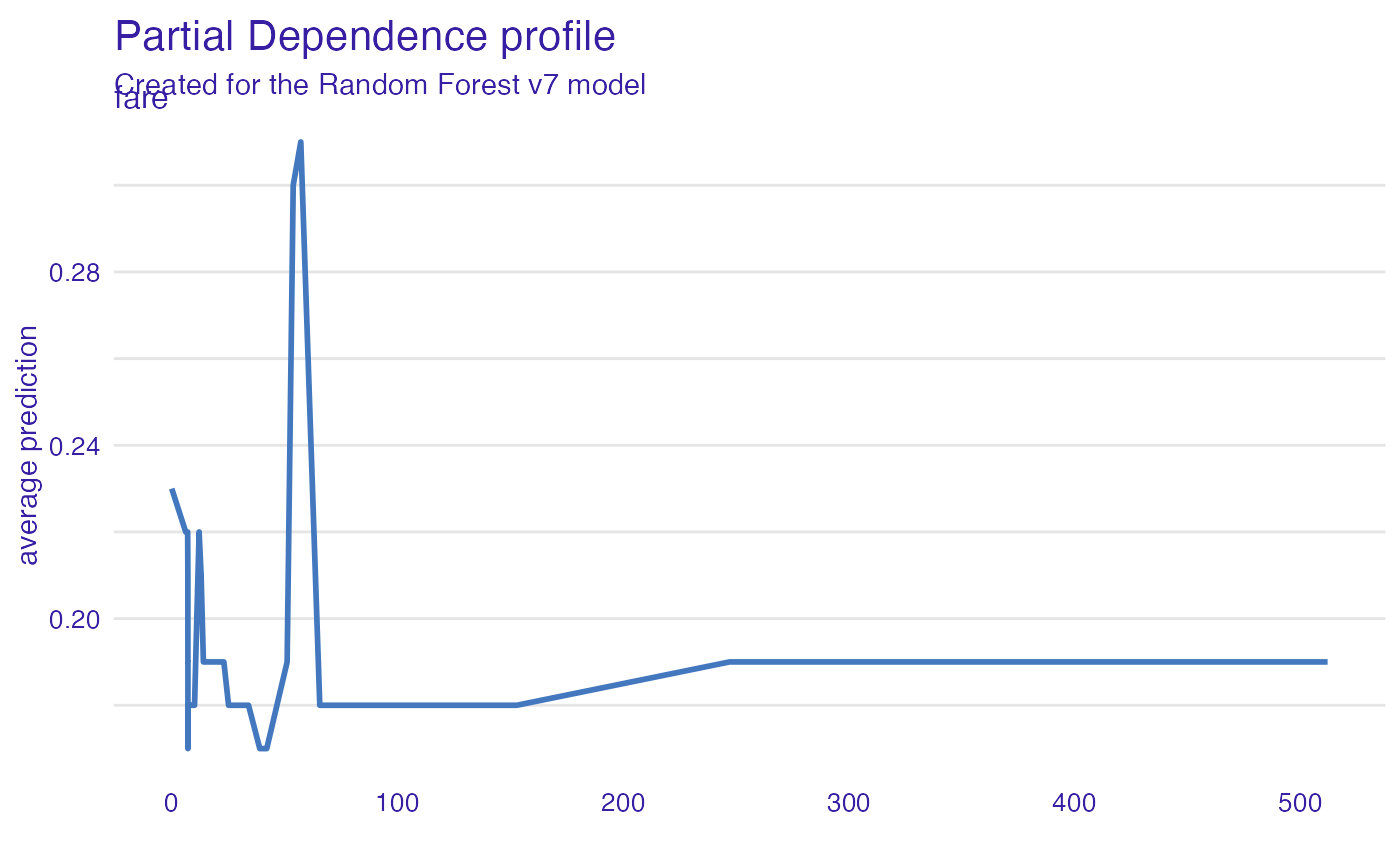 Partial Dependence profile
Created for the Random Forest v7 model
fare
average prediction
0.28
0.24
0.20
0 100 200 300 400 500